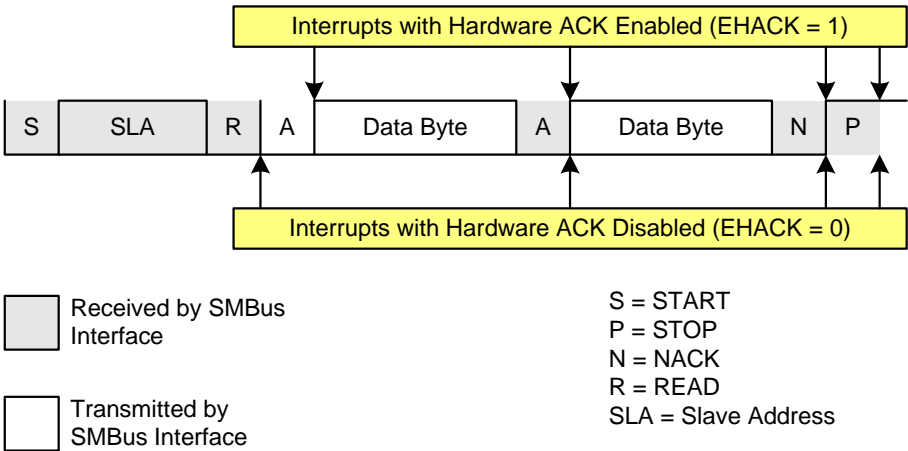 Interrupts with Hardware ACK Enabled (EHACK = 1)
S SLA R A Data Byte A Data Byte N P
Interrupts with Hardware ACK Disabled (EHACK = 0)
Received by SMBus
Interface
Transmitted by
SMBus Interface
S = START
P = STOP
N = NACK
R = READ
SLA = Slave Address